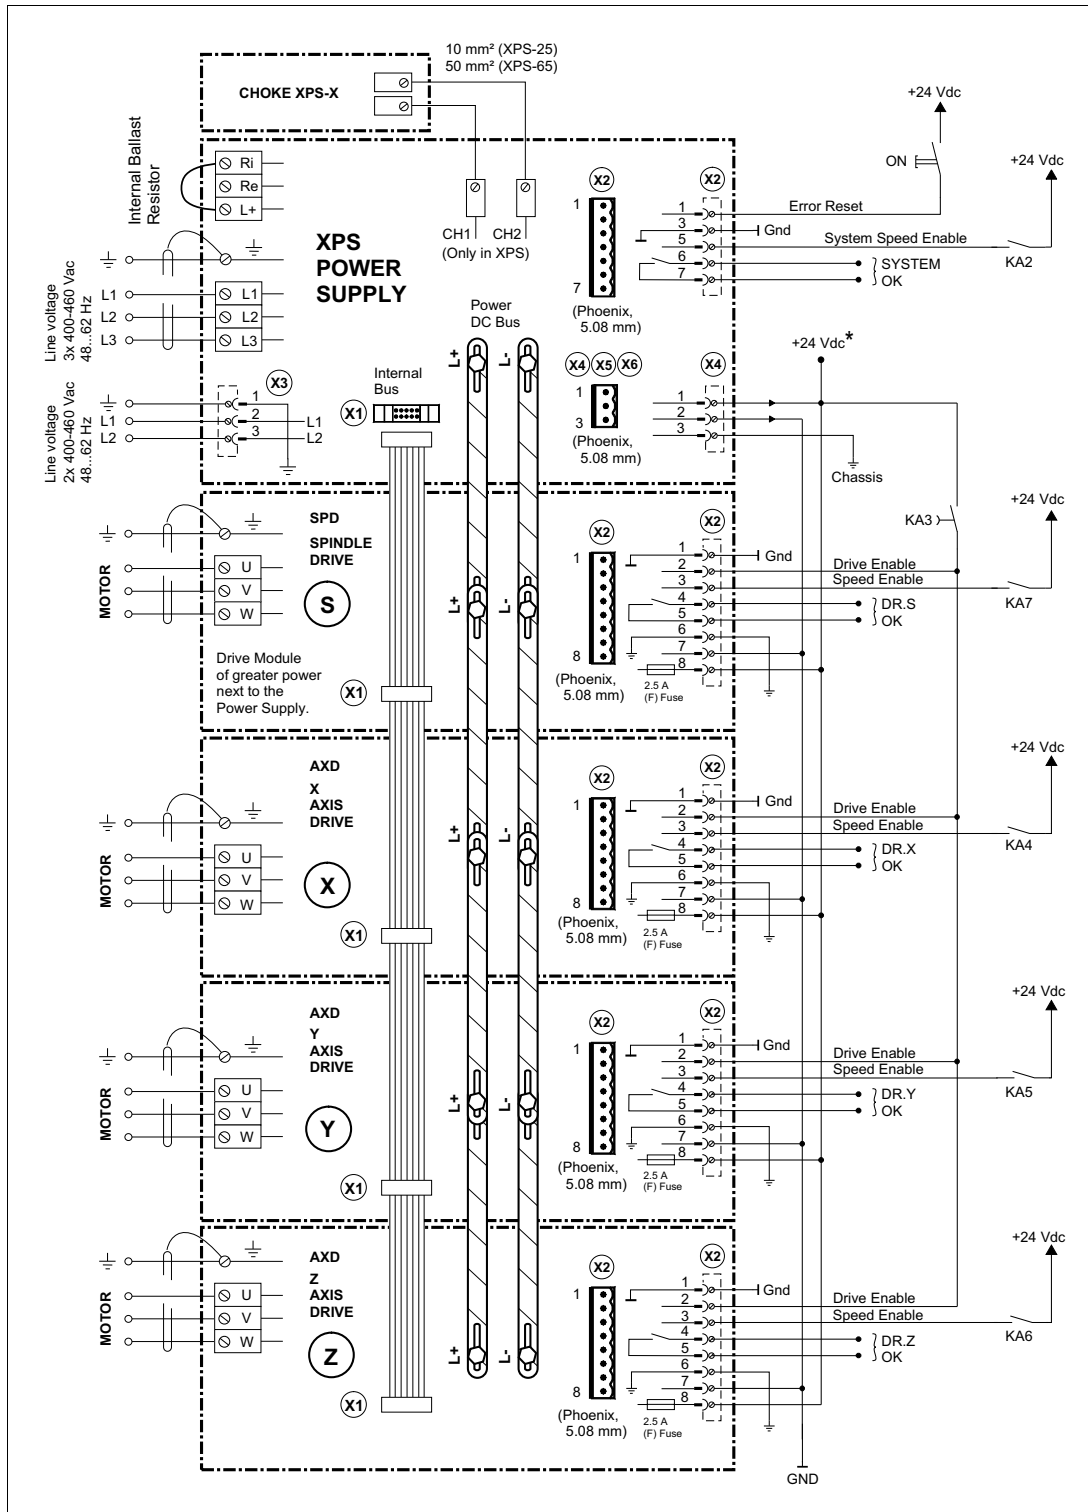 10 mm² (XPS-25)
50 mm² (XPS-65)
CHOKE XPS-X
+24 Vdc
ON
+24 Vdc
Internal Ballast
Resistor
Ri
Re
L+
XPS
POWER
SUPPLY
CH1 CH2
(Only in XPS)
X2
1
7
(Phoenix,
5.08 mm)
X2
1
3
5
6
7
Error Reset
Gnd
System Speed Enable
KA2
SYSTEM
OK
Line voltage
3x 400-460 Vac
48...62 Hz
L1
L2
L3
L1
L2
L3
Power
DC Bus
L+
L-
+24 Vdc*
Line voltage
2x 400-460 Vac
48...62 Hz
L1
L2
X3
1
2
3
L1
L2
Internal
Bus
X1
X4 X5 X6
1
3
(Phoenix,
5.08 mm)
X4
1
2
3
Chassis
SPD
SPINDLE
DRIVE
S
MOTOR
U
V
W
Drive Module
of greater power
next to the
Power Supply.
X1
L+
L-
X2
1
8
(Phoenix,
5.08 mm)
X2
1
2
3
4
5
6
7
8
2.5 A
(F) Fuse
Gnd
Drive Enable
Speed Enable
DR.S
OK
KA3
+24 Vdc
KA7
AXD
X
AXIS
DRIVE
X
MOTOR
U
V
W
X1
L+
L-
X2
1
8
(Phoenix,
5.08 mm)
X2
1
2
3
4
5
6
7
8
2.5 A
(F) Fuse
Gnd
Drive Enable
Speed Enable
DR.X
OK
+24 Vdc
KA4
AXD
Y
AXIS
DRIVE
Y
MOTOR
U
V
W
X1
L+
L-
X2
1
8
(Phoenix,
5.08 mm)
X2
1
2
3
4
5
6
7
8
2.5 A
(F) Fuse
Gnd
Drive Enable
Speed Enable
DR.Y
OK
+24 Vdc
KA5
AXD
Z
AXIS
DRIVE
Z
MOTOR
U
V
W
X1
L+
L-
X2
1
8
(Phoenix,
5.08 mm)
X2
1
2
3
4
5
6
7
8
2.5 A
(F) Fuse
Gnd
Drive Enable
Speed Enable
DR.Z
OK
+24 Vdc
KA6
GND